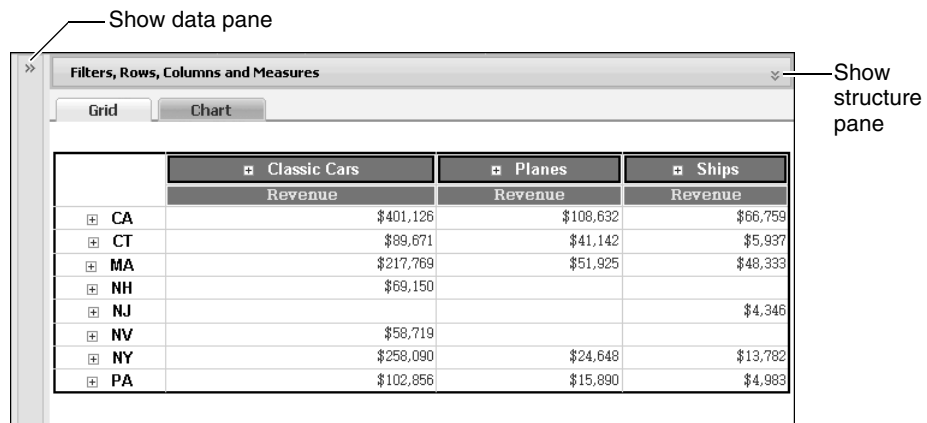 Show data pane
Filters, Rows, Columns and Measures
Show
structure
pane
Grid Chart
Classic Cars Planes Ships
Revenue Revenue Revenue
CA $401,126 $108,632 $66,759
CT $89,671 $41,142 $5,937
MA $217,769 $51,925 $48,333
NH $69,150
NJ $4,346
NV $58,719
NY $258,090 $24,648 $13,782
PA $102,856 $15,890 $4,983